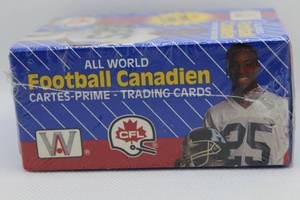 ALL WORLD
Football Canadien
CARTES-PRIME - TRADING CARDS
CFL
25
W